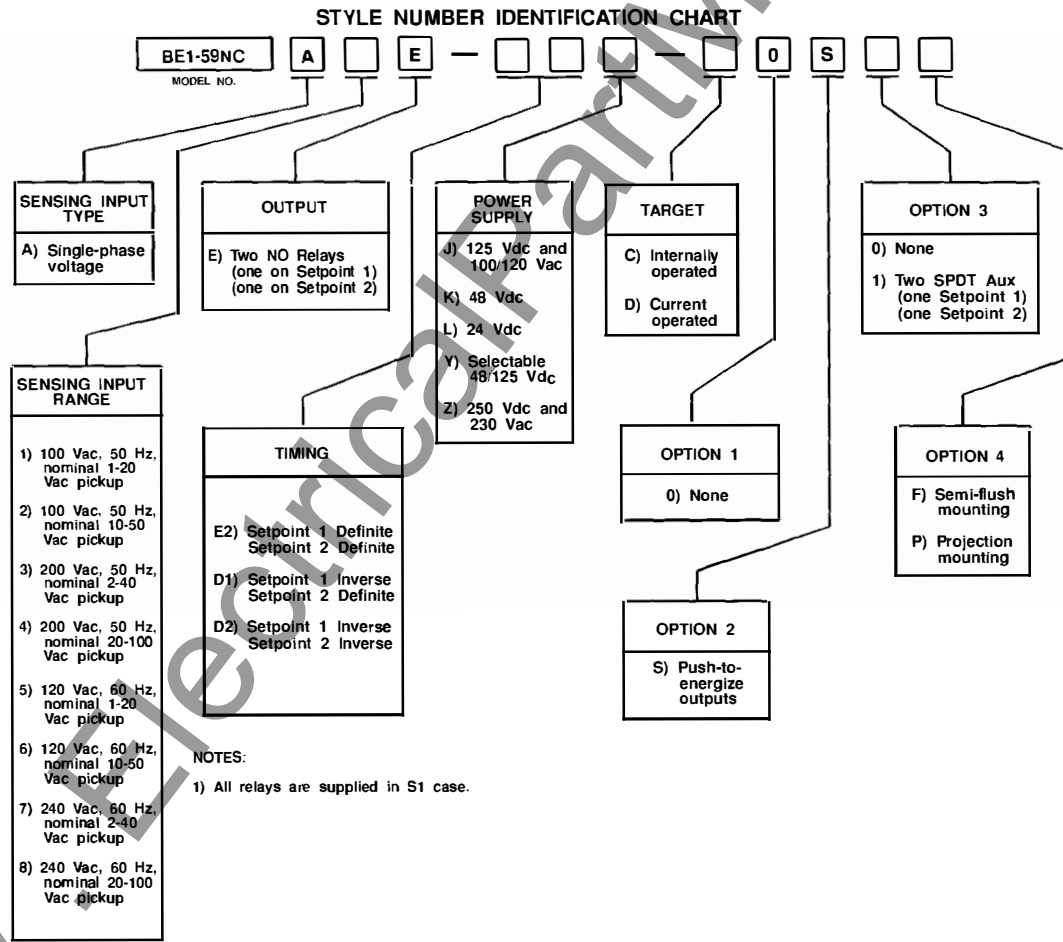 STYLE NUMBER IDENTIFICATION CHART
BE1-59NC A E — — 0 S
MODEL NO.
SENSING INPUT
TYPE
A) Single-phase
voltage
OUTPUT
E) Two NO Relays
(one on Setpoint 1)
(one on Setpoint 2)
POWER
SUPPLY
J) 125 Vdc and
100/120 Vac
K) 48 Vdc
L) 24 Vdc
Y) Selectable
48/125 Vdc
Z) 250 Vdc and
230 Vac
TARGET
C) Internally
operated
D) Current
operated
OPTION 3
0) None
1) Two SPDT Aux
(one Setpoint 1)
(one Setpoint 2)
SENSING INPUT
RANGE
1) 100 Vac, 50 Hz,
nominal 1-20
Vac pickup
2) 100 Vac, 50 Hz,
nominal 10-50
Vac pickup
3) 200 Vac, 50 Hz,
nominal 2-40
Vac pickup
4) 200 Vac, 50 Hz,
nominal 20-100
Vac pickup
5) 120 Vac, 60 Hz,
nominal 1-20
Vac pickup
6) 120 Vac, 60 Hz,
nominal 10-50
Vac pickup
7) 240 Vac, 60 Hz,
nominal 2-40
Vac pickup
8) 240 Vac, 60 Hz,
nominal 20-100
Vac pickup
TIMING
E2) Setpoint 1 Definite
Setpoint 2 Definite
D1) Setpoint 1 Inverse
Setpoint 2 Definite
D2) Setpoint 1 Inverse
Setpoint 2 Inverse
OPTION 1
0) None
OPTION 4
F) Semi-flush
mounting
P) Projection
mounting
OPTION 2
S) Push-to-
energize
outputs
NOTES:
1) All relays are supplied in S1 case.
. ElectricalPartM